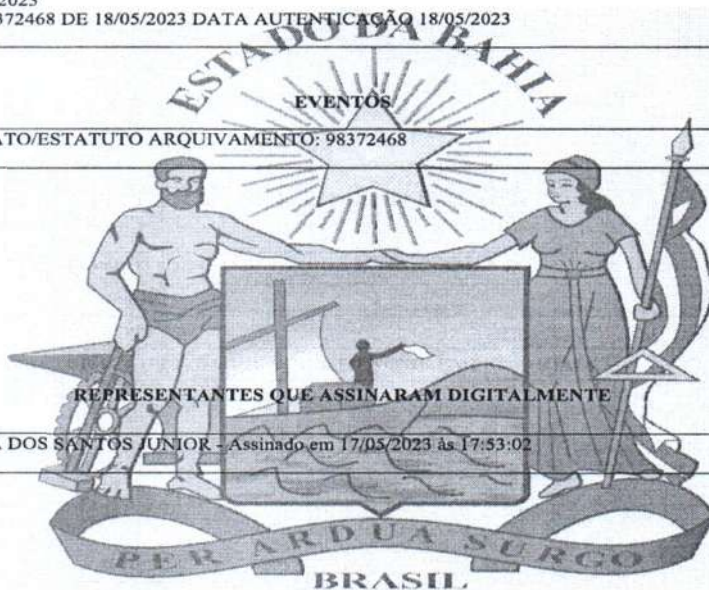 372468 DE 18/05/2023 DATA AUTENTICAÇÃO 18/05/2023
ESTADO DA BAHIA
EVENTOS
ATO/ESTATUTO ARQUIVAMENTO: 98372468
REPRESENTANTES QUE ASSINARAM DIGITALMENTE
A DOS SANTOS JUNIOR - Assinado em 17/05/2023 às 17:53:02
PER ARDUA SURGO
BRASIL